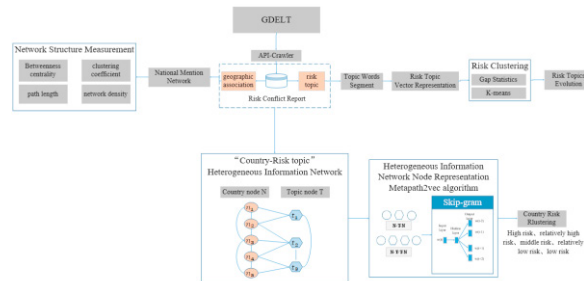 GDELT
API-Crawler
Network Structure Measurement
Betweenness
centrality
clustering
coefficient
path length
network density
National Mention
Network
geographic
association
risk
topic
Risk Conflict Report
Topic Words
Segment
Risk Topic
Vector Representation
Risk Clustering
Gap Statistics
K-means
Risk Topics
Evolution
"Country-Risk topic"
Heterogeneous Information
Network
Country node N
Topic node T
Heterogeneous Information
Network Node Representation
Metapath2vec algorithm
Skip-gram
Country Risk
Rlustering
High risk、relatively high
risk、middle risk、relatively
low risk、low risk